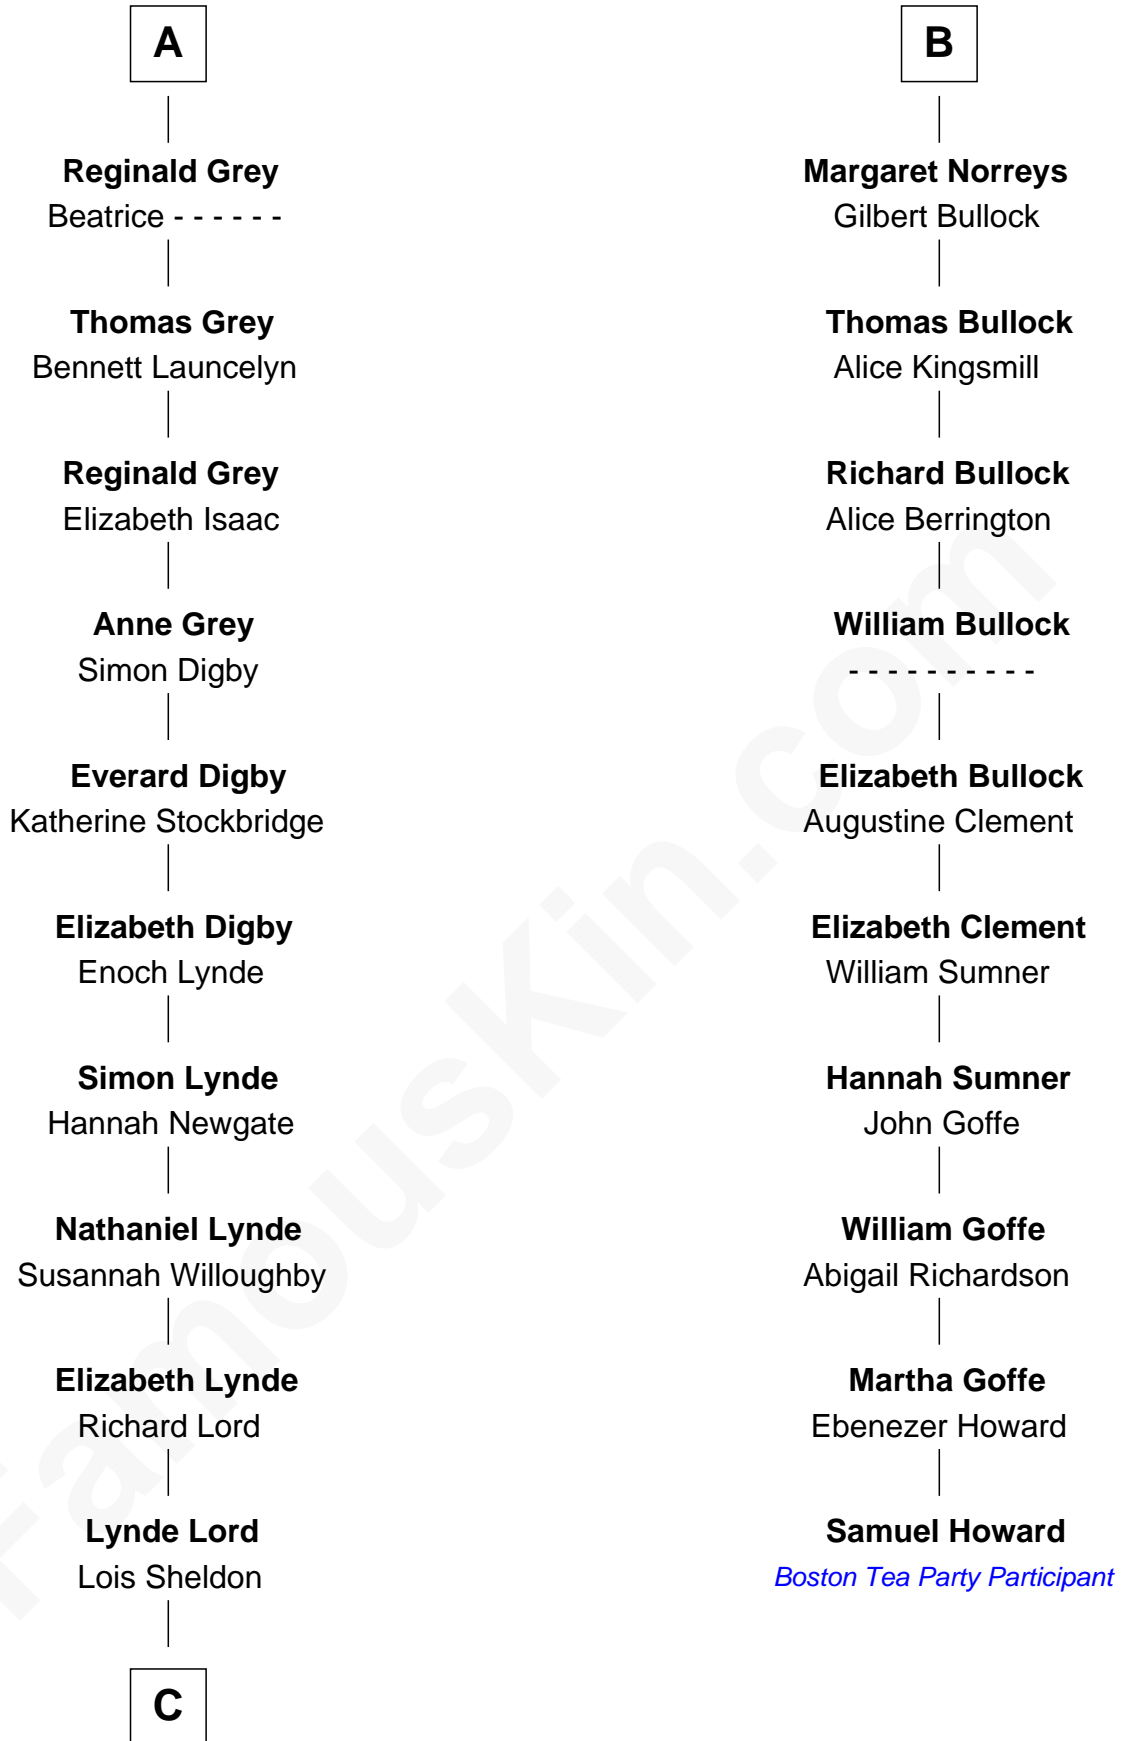 A
Reginald Grey
Beatrice - - - - - -
Thomas Grey
Bennett Launcelyn
Reginald Grey
Elizabeth Isaac
Anne Grey
Simon Digby
Everard Digby
Katherine Stockbridge
Elizabeth Digby
Enoch Lynde
Simon Lynde
Hannah Newgate
Nathaniel Lynde
Susannah Willoughby
Elizabeth Lynde
Richard Lord
Lynde Lord
Lois Sheldon
C
B
Margaret Norreys
Gilbert Bullock
Thomas Bullock
Alice Kingsmill
Richard Bullock
Alice Berrington
William Bullock
- - - - - - - - - -
Elizabeth Bullock
Augustine Clement
Elizabeth Clement
William Sumner
Hannah Sumner
John Goffe
William Goffe
Abigail Richardson
Martha Goffe
Ebenezer Howard
Samuel Howard
Boston Tea Party Participant
FamousKin.com